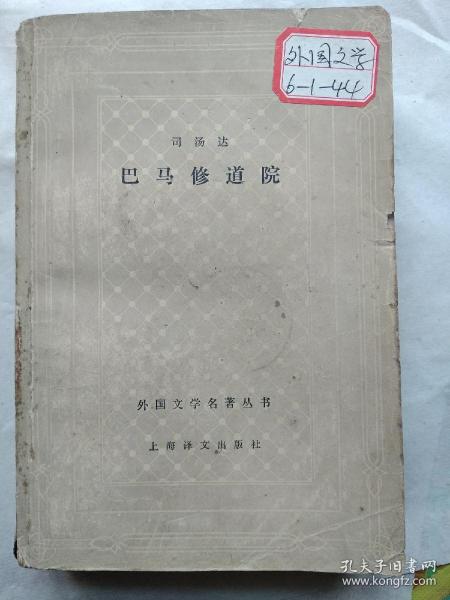 外国文学
6-1-44
司汤达
巴马修道院
外国文学名著丛书
上海译文出版社
孔夫子旧书网
www.kongfz.com